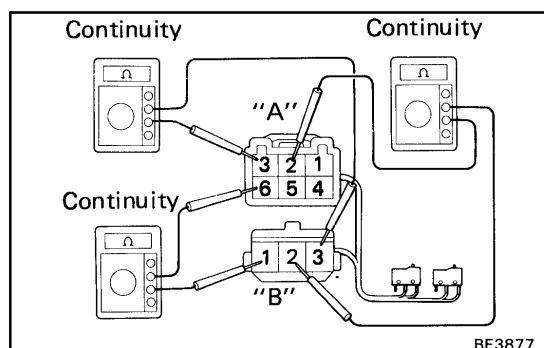 Continuity
Continuity
Ω
Ω
"A"
3 2 1
6 5 4
Continuity
Ω
1 2 3
"B"
BE3877